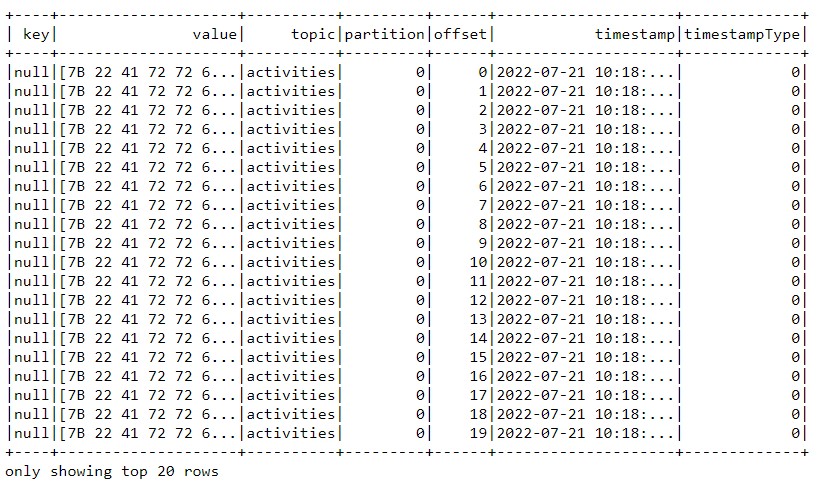 +----+--------------------+----------+---------+------+--------------------+-------------+
| key|               value|     topic|partition|offset|           timestamp|timestampType|
+----+--------------------+----------+---------+------+--------------------+-------------+
|null|[7B 22 41 72 72 6...|activities|        0|     0|2022-07-21 10:18:...|            0|
|null|[7B 22 41 72 72 6...|activities|        0|     1|2022-07-21 10:18:...|            0|
|null|[7B 22 41 72 72 6...|activities|        0|     2|2022-07-21 10:18:...|            0|
|null|[7B 22 41 72 72 6...|activities|        0|     3|2022-07-21 10:18:...|            0|
|null|[7B 22 41 72 72 6...|activities|        0|     4|2022-07-21 10:18:...|            0|
|null|[7B 22 41 72 72 6...|activities|        0|     5|2022-07-21 10:18:...|            0|
|null|[7B 22 41 72 72 6...|activities|        0|     6|2022-07-21 10:18:...|            0|
|null|[7B 22 41 72 72 6...|activities|        0|     7|2022-07-21 10:18:...|            0|
|null|[7B 22 41 72 72 6...|activities|        0|     8|2022-07-21 10:18:...|            0|
|null|[7B 22 41 72 72 6...|activities|        0|     9|2022-07-21 10:18:...|            0|
|null|[7B 22 41 72 72 6...|activities|        0|    10|2022-07-21 10:18:...|            0|
|null|[7B 22 41 72 72 6...|activities|        0|    11|2022-07-21 10:18:...|            0|
|null|[7B 22 41 72 72 6...|activities|        0|    12|2022-07-21 10:18:...|            0|
|null|[7B 22 41 72 72 6...|activities|        0|    13|2022-07-21 10:18:...|            0|
|null|[7B 22 41 72 72 6...|activities|        0|    14|2022-07-21 10:18:...|            0|
|null|[7B 22 41 72 72 6...|activities|        0|    15|2022-07-21 10:18:...|            0|
|null|[7B 22 41 72 72 6...|activities|        0|    16|2022-07-21 10:18:...|            0|
|null|[7B 22 41 72 72 6...|activities|        0|    17|2022-07-21 10:18:...|            0|
|null|[7B 22 41 72 72 6...|activities|        0|    18|2022-07-21 10:18:...|            0|
|null|[7B 22 41 72 72 6...|activities|        0|    19|2022-07-21 10:18:...|            0|
+----+--------------------+----------+---------+------+--------------------+-------------+
only showing top 20 rows